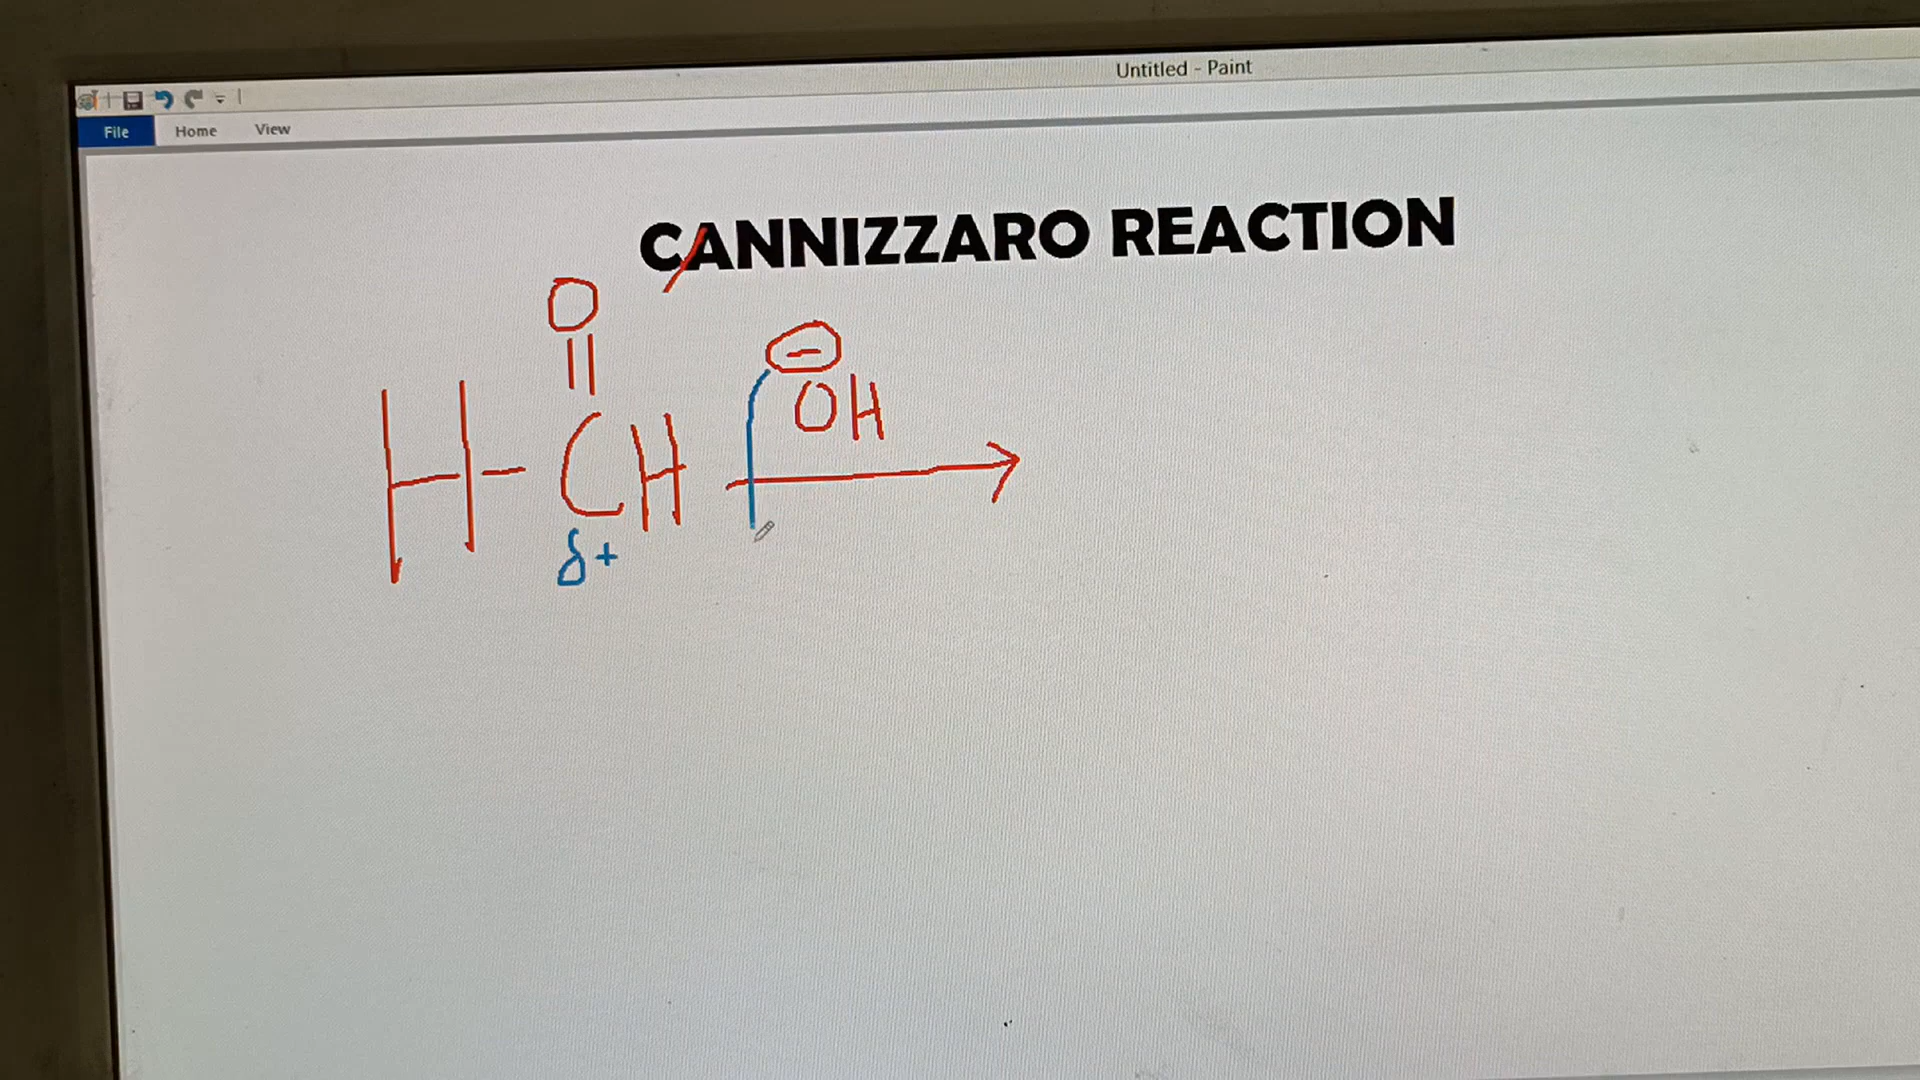 Untitled - Paint
File Home View
CANNIZZARO REACTION
O
−
OH
H-CH
δ+